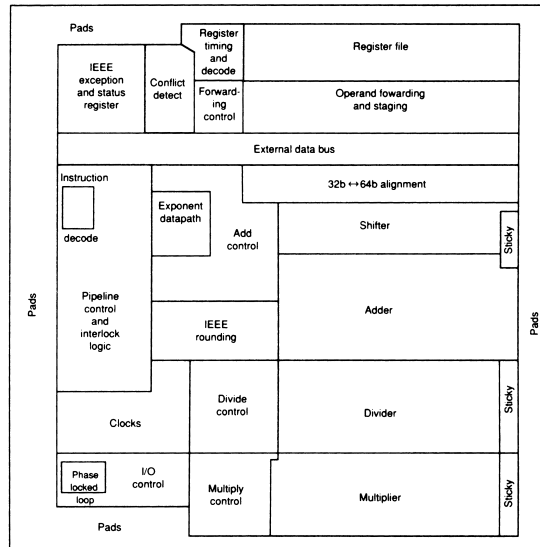 Pads
Register
timing
and
decode
Register file
IEEE
exception
and status
register
Conflict
detect
Forward-
ing
control
Operand fowarding
and staging
External data bus
Instruction
decode
Exponent
datapath
Add
control
32b ↔ 64b alignment
Shifter
Sticky
Pads
Pipeline
control
and
interlock
logic
IEEE
rounding
Adder
Pads
Clocks
Divide
control
Divider
Sticky
Phase
locked
loop
I/O
control
Multiply
control
Multiplier
Sticky
Pads